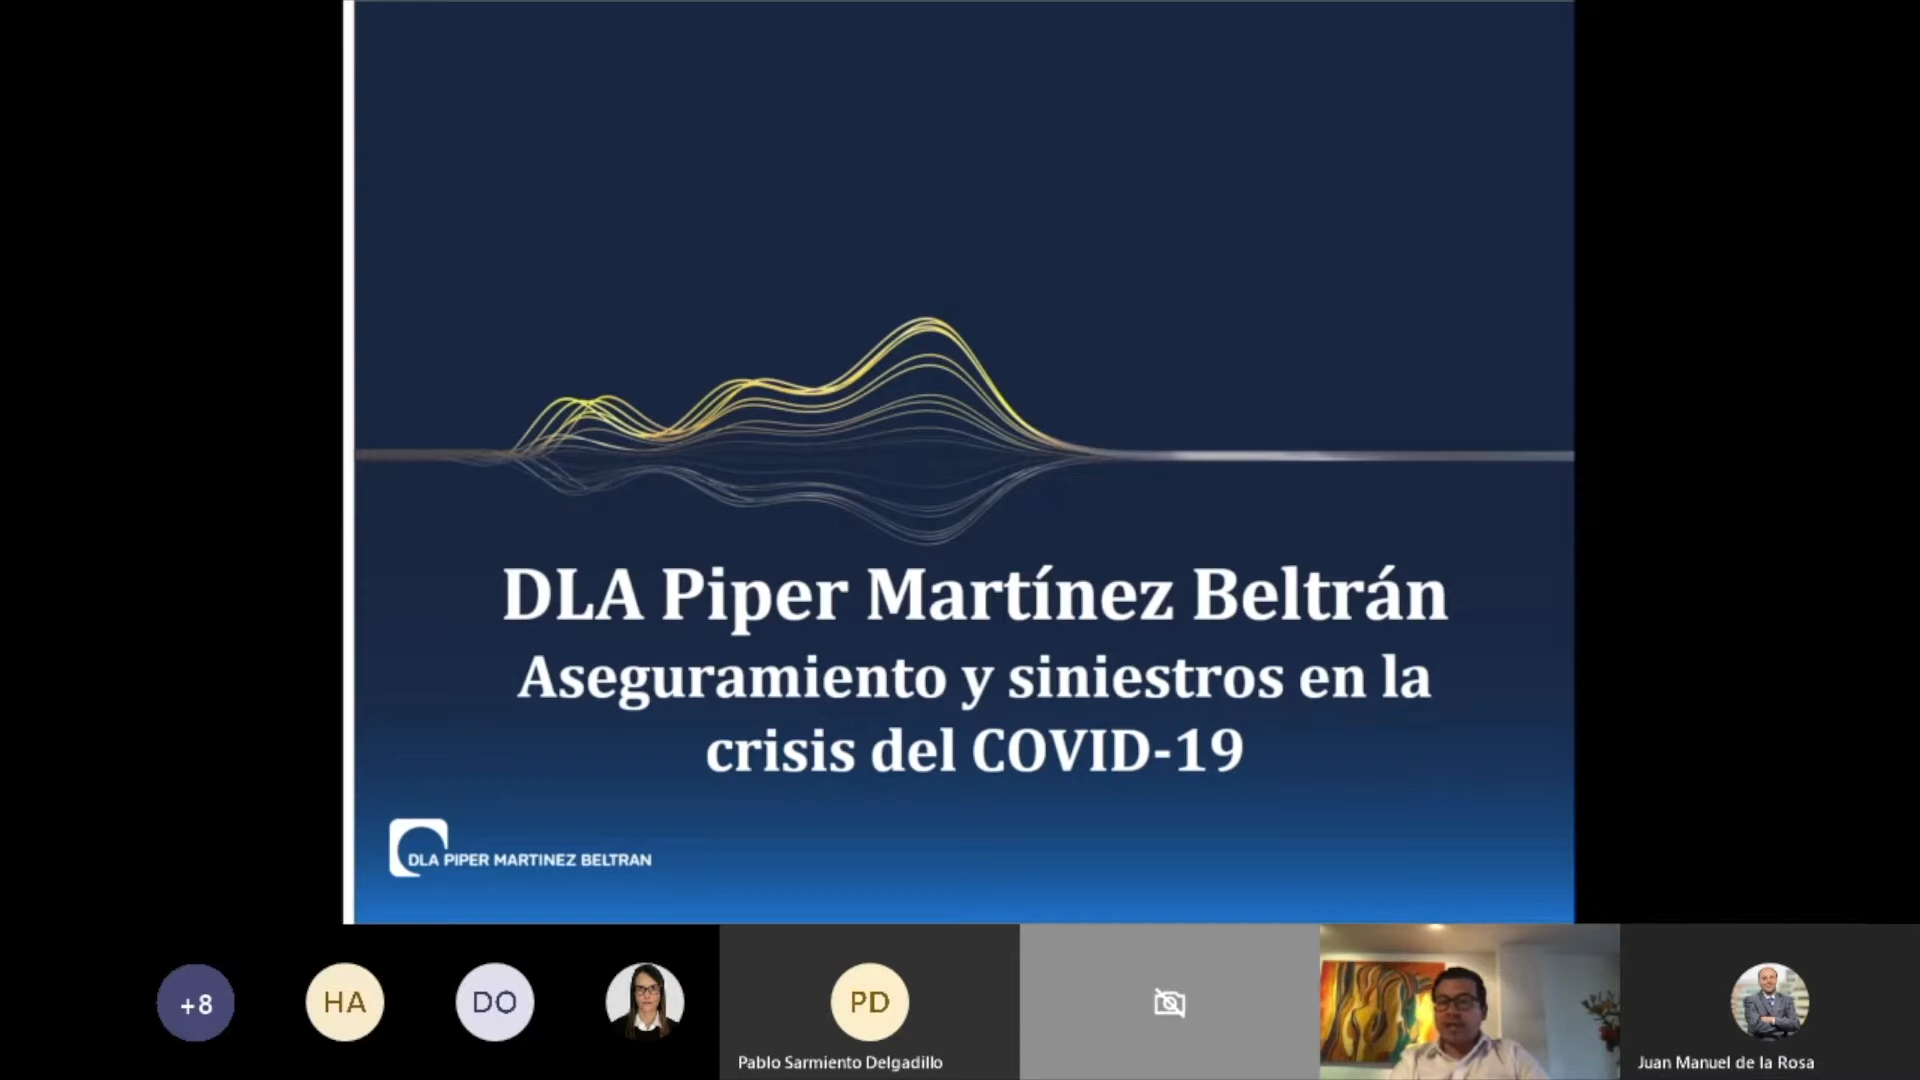 DLA Piper Martínez Beltrán
Aseguramiento y siniestros en la
crisis del COVID-19
DLA PIPER MARTINEZ BELTRAN
+8
HA
DO
PD
Pablo Sarmiento Delgadillo
Juan Manuel de la Rosa